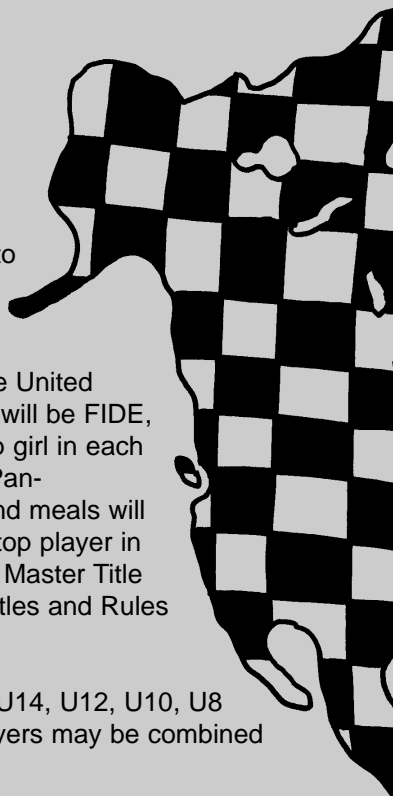 to
e United
will be FIDE,
o girl in each
Pan-
nd meals will
top player in
Master Title
tles and Rules
U14, U12, U10, U8
yers may be combined